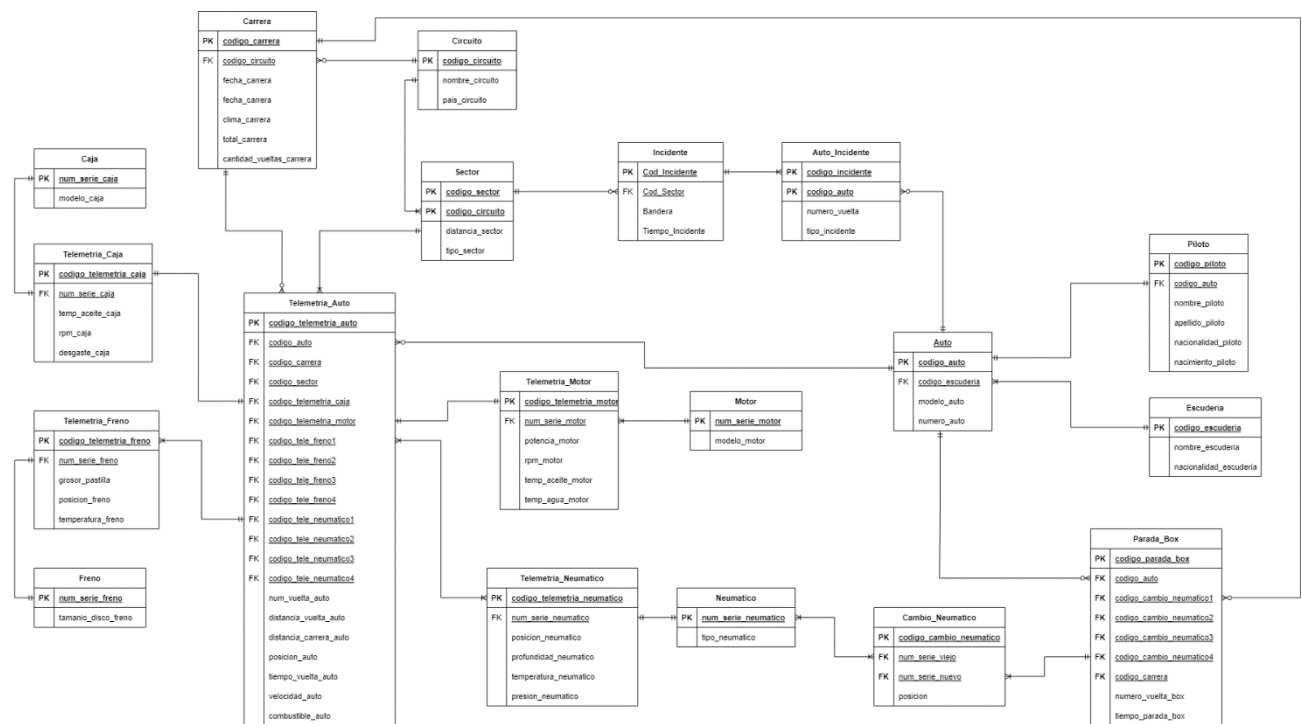 Carrera
PK codigo_carrera
FK codigo_circuito
fecha_carrera
fecha_carrera
clima_carrera
total_carrera
cantidad_vueltas_carrera
Circuito
PK codigo_circuito
nombre_circuito
pais_circuito
Caja
PK num_serie_caja
modelo_caja
Sector
PK codigo_sector
PK codigo_circuito
distancia_sector
tipo_sector
Incidente
PK Cod_Incidente
FK Cod_Sector
Bandera
Tiempo_Incidente
Auto_Incidente
PK codigo_incidente
PK codigo_auto
numero_vuelta
tipo_incidente
Telemetria_Caja
PK codigo_telemetria_caja
FK num_serie_caja
temp_aceite_caja
rpm_caja
desgaste_caja
Piloto
PK codigo_piloto
FK codigo_auto
nombre_piloto
apellido_piloto
nacionalidad_piloto
nacimiento_piloto
Telemetria_Auto
PK codigo_telemetria_auto
FK codigo_auto
FK codigo_carrera
FK codigo_sector
FK codigo_telemetria_caja
FK codigo_telemetria_motor
FK codigo_tele_freno1
FK codigo_tele_freno2
FK codigo_tele_freno3
FK codigo_tele_freno4
FK codigo_tele_neumatico1
FK codigo_tele_neumatico2
FK codigo_tele_neumatico3
FK codigo_tele_neumatico4
num_vuelta_auto
distancia_vuelta_auto
distancia_carrera_auto
posicion_auto
tiempo_vuelta_auto
velocidad_auto
combustible_auto
Auto
PK codigo_auto
FK codigo_escuderia
modelo_auto
numero_auto
Telemetria_Motor
PK codigo_telemetria_motor
FK num_serie_motor
potencia_motor
rpm_motor
temp_aceite_motor
temp_agua_motor
Motor
PK num_serie_motor
modelo_motor
Escuderia
PK codigo_escuderia
nombre_escuderia
nacionalidad_escuderia
Telemetria_Freno
PK codigo_telemetria_freno
FK num_serie_freno
grosor_pastilla
posicion_freno
temperatura_freno
Freno
PK num_serie_freno
tamanio_disco_freno
Telemetria_Neumatico
PK codigo_telemetria_neumatico
FK num_serie_neumatico
posicion_neumatico
profundidad_neumatico
temperatura_neumatico
presion_neumatico
Neumatico
PK num_serie_neumatico
tipo_neumatico
Cambio_Neumatico
PK codigo_cambio_neumatico
FK num_serie_viejo
FK num_serie_nuevo
posicion
Parada_Box
PK codigo_parada_box
FK codigo_auto
FK codigo_cambio_neumatico1
FK codigo_cambio_neumatico2
FK codigo_cambio_neumatico3
FK codigo_cambio_neumatico4
FK codigo_carrera
numero_vuelta_box
tiempo_parada_box